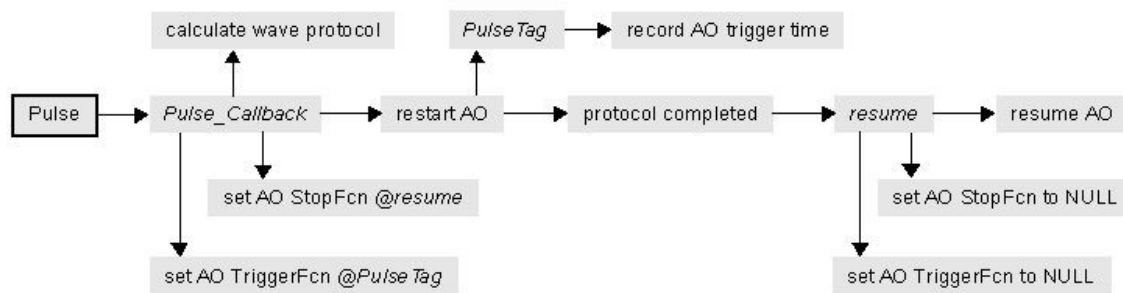 calculate wave protocol
PulseTag
record AO trigger time
Pulse
Pulse_Callback
restart AO
protocol completed
resume
resume AO
set AO StopFcn @resume
set AO StopFcn to NULL
set AO TriggerFcn @PulseTag
set AO TriggerFcn to NULL